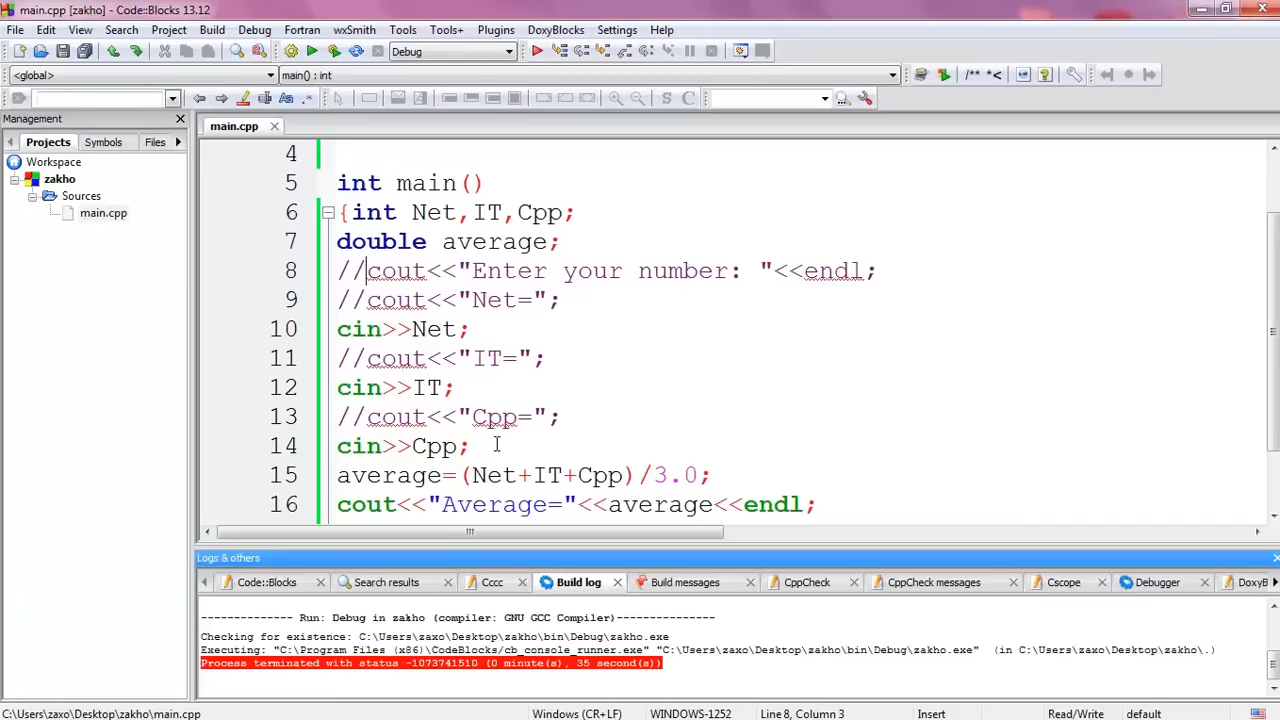 main.cpp [zakho] - Code::Blocks 13.12
File Edit View Search Project Build Debug Fortran wxSmith Tools Tools+ Plugins DoxyBlocks Settings Help
Debug
/** *<
<global> main() : int
S C
Management
Projects Symbols Files
Workspace
zakho
Sources
main.cpp
main.cpp
4
5 int main()
6 {int Net,IT,Cpp;
7 double average;
8 //cout<<"Enter your number: "<<endl;
9 //cout<<"Net=";
10 cin>>Net;
11 //cout<<"IT=";
12 cin>>IT;
13 //cout<<"Cpp=";
14 cin>>Cpp;
15 average=(Net+IT+Cpp)/3.0;
16 cout<<"Average="<<average<<endl;
Logs & others
Code::Blocks Search results Cccc Build log Build messages CppCheck CppCheck messages Cscope Debugger DoxyB
-------------- Run: Debug in zakho (compiler: GNU GCC Compiler)---------------
Checking for existence: C:\Users\zaxo\Desktop\zakho\bin\Debug\zakho.exe
Executing: "C:\Program Files (x86)\CodeBlocks/cb_console_runner.exe" "C:\Users\zaxo\Desktop\zakho\bin\Debug\zakho.exe" (in C:\Users\zaxo\Desktop\zakho\.)
Process terminated with status -1073741510 (0 minute(s), 35 second(s))
C:\Users\zaxo\Desktop\zakho\main.cpp Windows (CR+LF) WINDOWS-1252 Line 8, Column 3 Insert Read/Write default